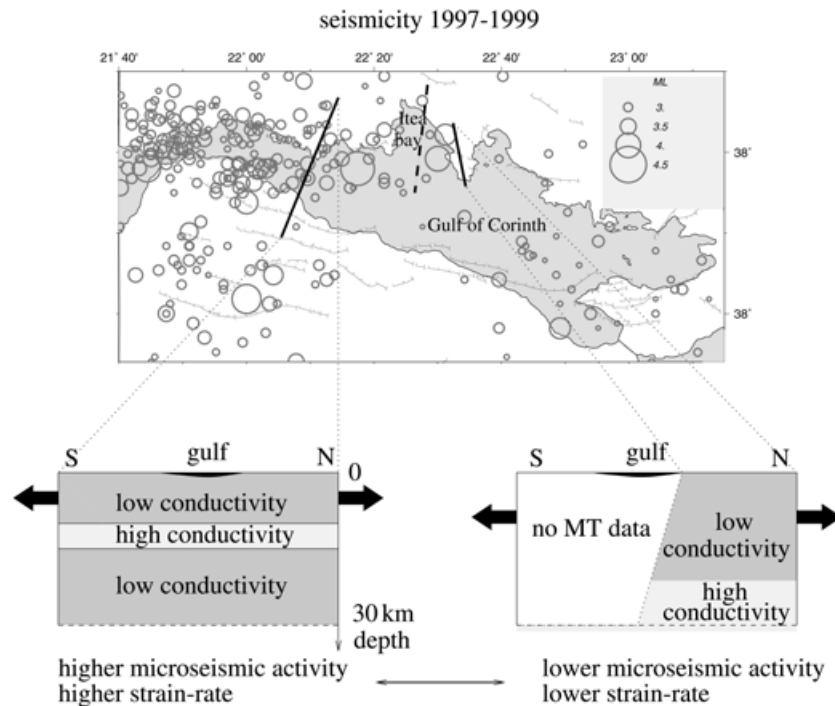 seismicity 1997-1999
21˚ 40'
22˚ 00'
22˚ 20'
22˚ 40'
23˚ 00'
ML
3.
3.5
4.
4.5
Itea
bay
38˚
Gulf of Corinth
38˚
S
gulf
N
0
low conductivity
high conductivity
low conductivity
30 km
depth
S
gulf
N
no MT data
low
conductivity
high
conductivity
higher microseismic activity
higher strain-rate
lower microseismic activity
lower strain-rate